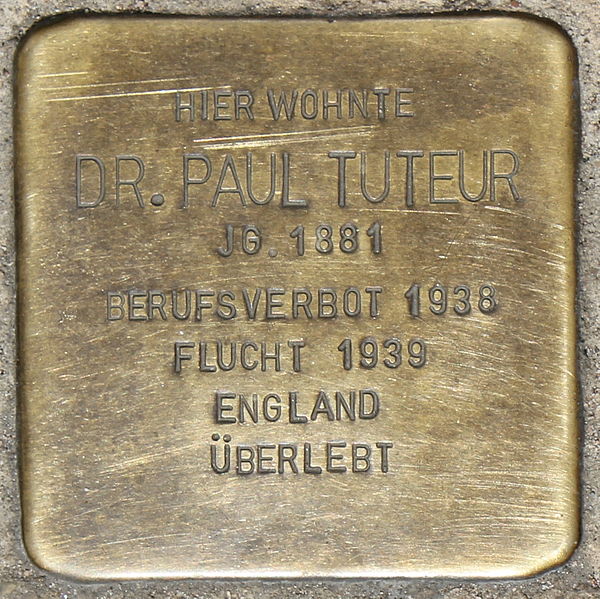 HIER WOHNTE
DR. PAUL TUTEUR
JG. 1881
BERUFSVERBOT 1938
FLUCHT 1939
ENGLAND
ÜBERLEBT